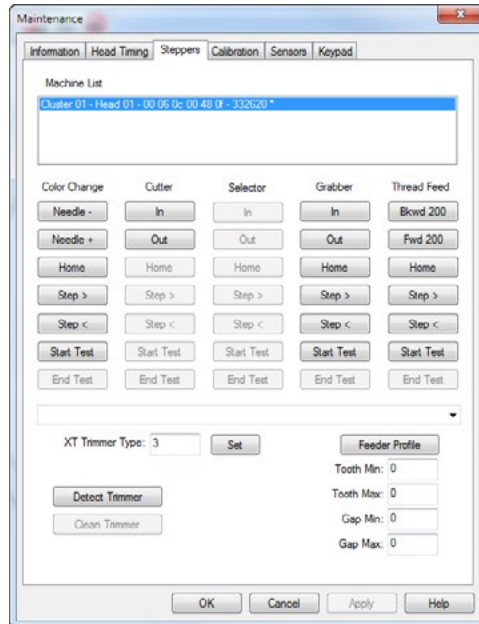 Maintenance
Information Head Timing Steppers Calibration Sensors Keypad
Machine List
Cluster 01 - Head 01 - 00 06 0c 00 48 0f - 332620 *
Color Change Cutter Selector Grabber Thread Feed
Needle - In In In Bkwd 200
Needle + Out Out Out Fwd 200
Home Home Home Home Home
Step > Step > Step > Step > Step >
Step < Step < Step < Step < Step <
Start Test Start Test Start Test Start Test Start Test
End Test End Test End Test End Test End Test
XT Trimmer Type: 3 Set Feeder Profile
Tooth Min: 0
Detect Trimmer Tooth Max: 0
Clean Trimmer Gap Min: 0
Gap Max: 0
OK Cancel Apply Help